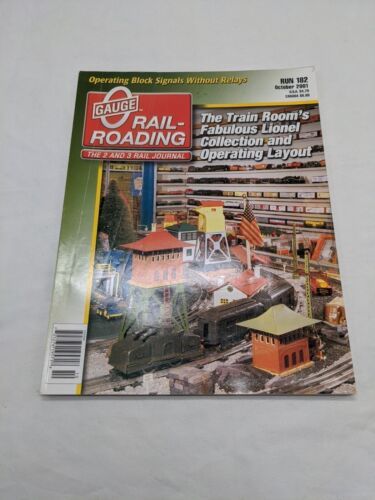 Operating Block Signals Without Relays
RUN 182
October 2001
O GAUGE™
RAIL-
ROADING
THE 2 AND 3 RAIL JOURNAL
The Train Room's
Fabulous Lionel
Collection and
Operating Layout